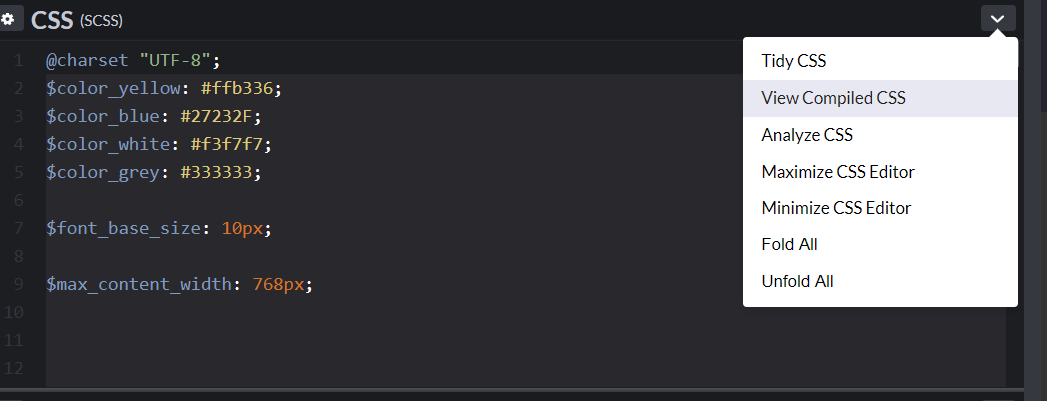 CSS (SCSS)
1 @charset "UTF-8";
2 $color_yellow: #ffb336;
3 $color_blue: #27232F;
4 $color_white: #f3f7f7;
5 $color_grey: #333333;
6
7 $font_base_size: 10px;
8
9 $max_content_width: 768px;
10
11
12
Tidy CSS
View Compiled CSS
Analyze CSS
Maximize CSS Editor
Minimize CSS Editor
Fold All
Unfold All